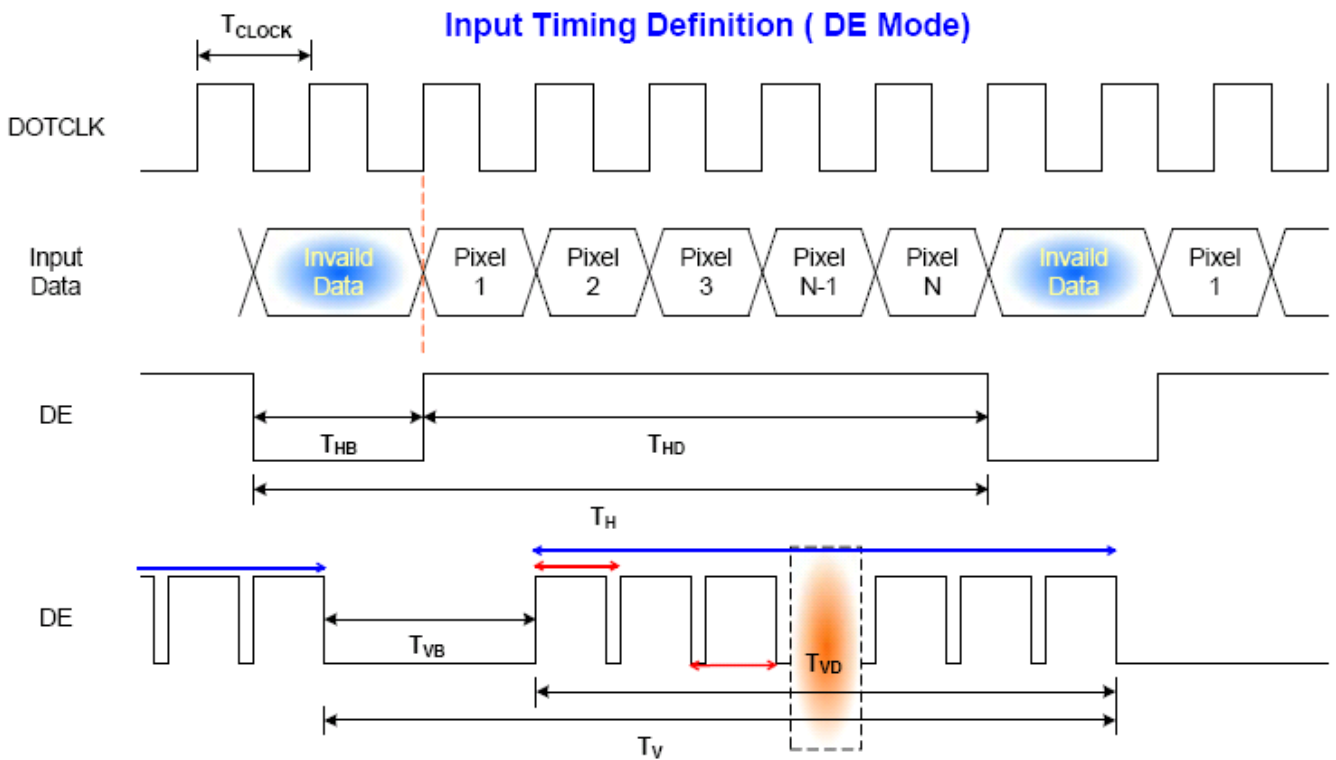 Input Timing Definition ( DE Mode)
TCLOCK
DOTCLK
Input
Data
Invaild
Data
Pixel
1
Pixel
2
Pixel
3
Pixel
N-1
Pixel
N
Invaild
Data
Pixel
1
DE
THB
THD
TH
DE
TVB
TVD
TV